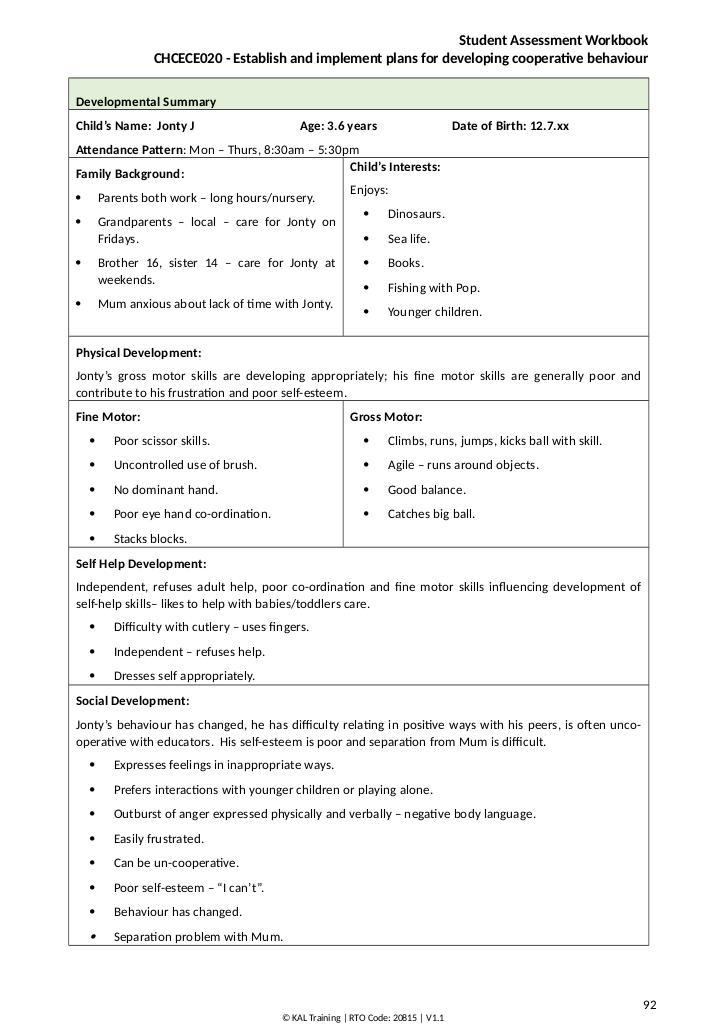 Student Assessment Workbook
CHCECE020 - Establish and implement plans for developing cooperative behaviour
Developmental Summary
Child's Name: Jonty J Age: 3.6 years Date of Birth: 12.7.xx
Attendance Pattern: Mon – Thurs, 8:30am – 5:30pm
Family Background:
• Parents both work – long hours/nursery.
• Grandparents – local – care for Jonty on
Fridays.
• Brother 16, sister 14 – care for Jonty at
weekends.
• Mum anxious about lack of time with Jonty.
Child's Interests:
Enjoys:
• Dinosaurs.
• Sea life.
• Books.
• Fishing with Pop.
• Younger children.
Physical Development:
Jonty's gross motor skills are developing appropriately; his fine motor skills are generally poor and
contribute to his frustration and poor self-esteem.
Fine Motor:
• Poor scissor skills.
• Uncontrolled use of brush.
• No dominant hand.
• Poor eye hand co-ordination.
• Stacks blocks.
Gross Motor:
• Climbs, runs, jumps, kicks ball with skill.
• Agile – runs around objects.
• Good balance.
• Catches big ball.
Self Help Development:
Independent, refuses adult help, poor co-ordination and fine motor skills influencing development of
self-help skills– likes to help with babies/toddlers care.
• Difficulty with cutlery – uses fingers.
• Independent – refuses help.
• Dresses self appropriately.
Social Development:
Jonty's behaviour has changed, he has difficulty relating in positive ways with his peers, is often unco-
operative with educators. His self-esteem is poor and separation from Mum is difficult.
• Expresses feelings in inappropriate ways.
• Prefers interactions with younger children or playing alone.
• Outburst of anger expressed physically and verbally – negative body language.
• Easily frustrated.
• Can be un-cooperative.
• Poor self-esteem – “I can't”.
• Behaviour has changed.
• Separation problem with Mum.
92
© KAL Training | RTO Code: 20815 | V1.1